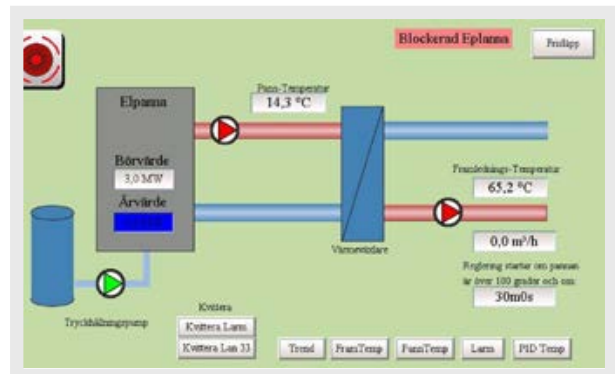 Blockerad Elpanna
Frisläpp
Elpanna
Pann-Temperatur
14,3 °C
Börvärde
3,0 MW
Ärvärde
Framlednings-Temperatur
65,2 °C
0,0 m³/h
Värmeväxlare
Reglering startar om pannan
är över 100 grader och om:
30m0s
Tryckhållningspump
Kvittera
Kvittera Larm
Kvittera Lan 33
Trend
FramTemp
PannTemp
Larm
PID Temp